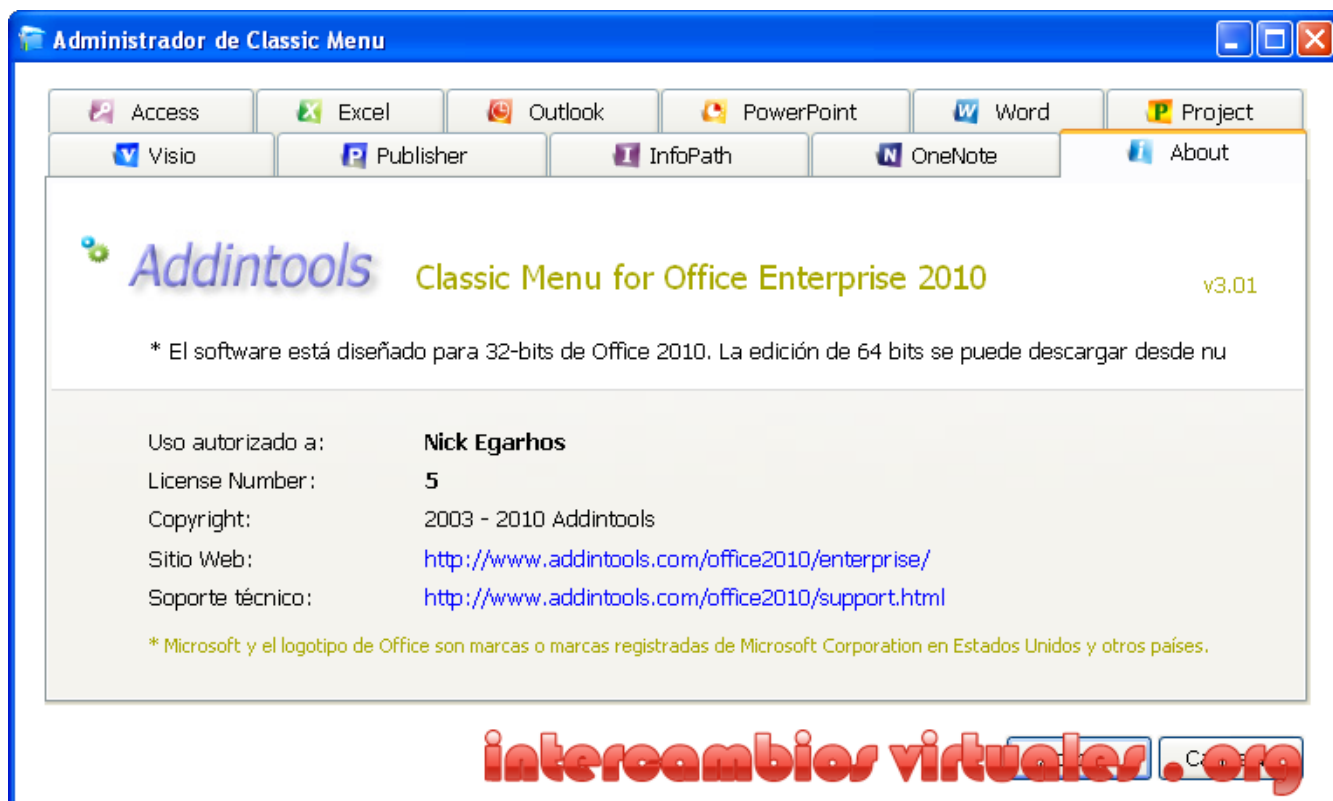 Administrador de Classic Menu
Access Excel Outlook PowerPoint Word Project
Visio Publisher InfoPath OneNote About
Addintools Classic Menu for Office Enterprise 2010 v3.01
* El software está diseñado para 32-bits de Office 2010. La edición de 64 bits se puede descargar desde nu
Uso autorizado a: Nick Egarhos
License Number: 5
Copyright: 2003 - 2010 Addintools
Sitio Web: http://www.addintools.com/office2010/enterprise/
Soporte técnico: http://www.addintools.com/office2010/support.html
* Microsoft y el logotipo de Office son marcas o marcas registradas de Microsoft Corporation en Estados Unidos y otros países.
intercambios virtuales . org